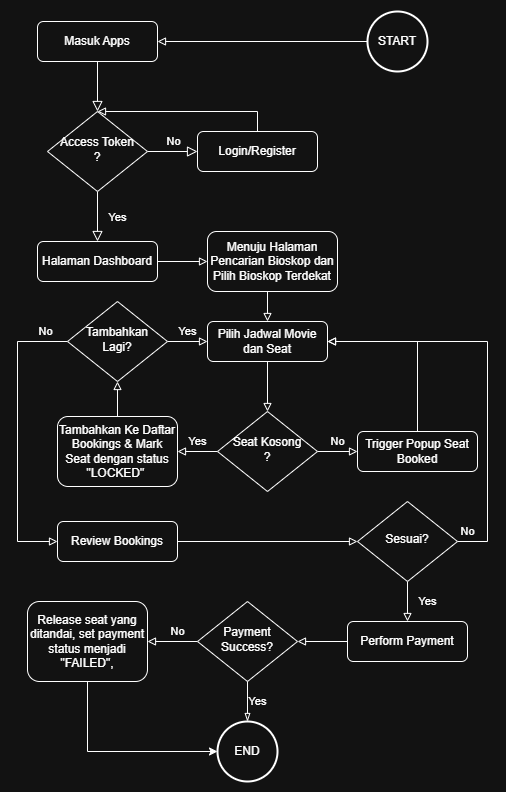 START
Masuk Apps
Access Token
?
No
Login/Register
Yes
Halaman Dashboard
Menuju Halaman
Pencarian Bioskop dan
Pilih Bioskop Terdekat
No
Tambahkan
Lagi?
Yes
Pilih Jadwal Movie
dan Seat
Tambahkan Ke Daftar
Bookings & Mark
Seat dengan status
"LOCKED"
Yes
Seat Kosong
?
No
Trigger Popup Seat
Booked
Review Bookings
Sesuai?
No
Yes
Release seat yang
ditandai, set payment
status menjadi
"FAILED",
No
Payment
Success?
Perform Payment
Yes
END